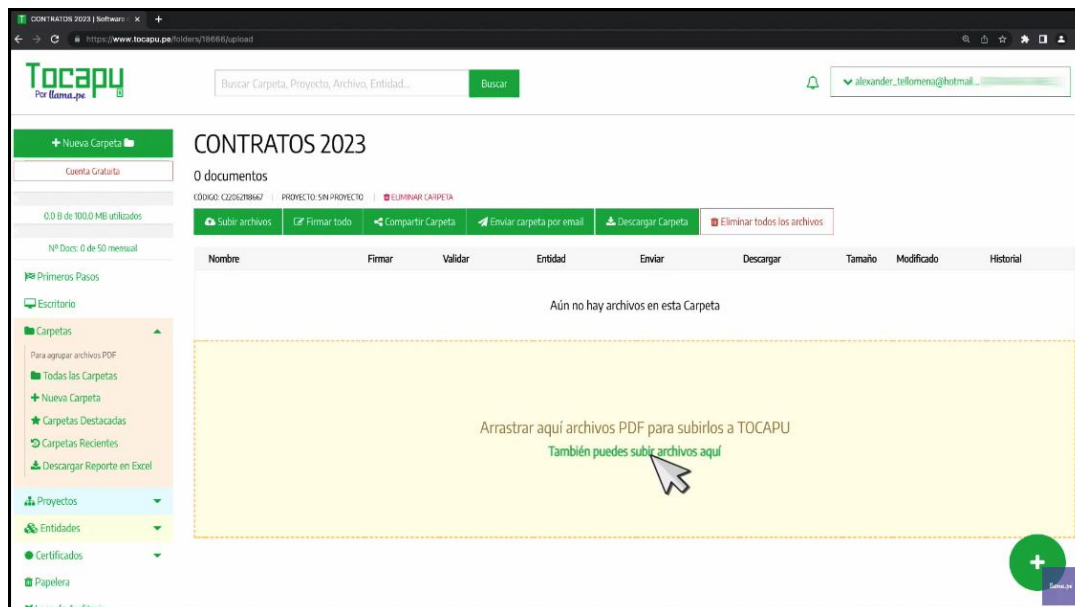 CONTRATOS 2023 | Software
https://www.tocapu.pe/folders/18666/upload
Tocapu
Por llama.pe
Buscar Carpeta, Proyecto, Archivo, Entidad...
Buscar
alexander_tellomena@hotmail...
+ Nueva Carpeta
Cuenta Gratuita
0.0 B de 100.0 MB utilizados
Nº Docs: 0 de 50 mensual
Primeros Pasos
Escritorio
Carpetas
Para agrupar archivos PDF
Todas las Carpetas
+ Nueva Carpeta
Carpetas Destacadas
Carpetas Recientes
Descargar Reporte en Excel
Proyectos
Entidades
Certificados
Papelera
CONTRATOS 2023
0 documentos
CÓDIGO: C22062118667 | PROYECTO: SIN PROYECTO | ELIMINAR CARPETA
Subir archivos Firmar todo Compartir Carpeta Enviar carpeta por email Descargar Carpeta Eliminar todos los archivos
Nombre Firmar Validar Entidad Enviar Descargar Tamaño Modificado Historial
Aún no hay archivos en esta Carpeta
Arrastrar aquí archivos PDF para subirlos a TOCAPU
También puedes subir archivos aquí
+
llama.pe